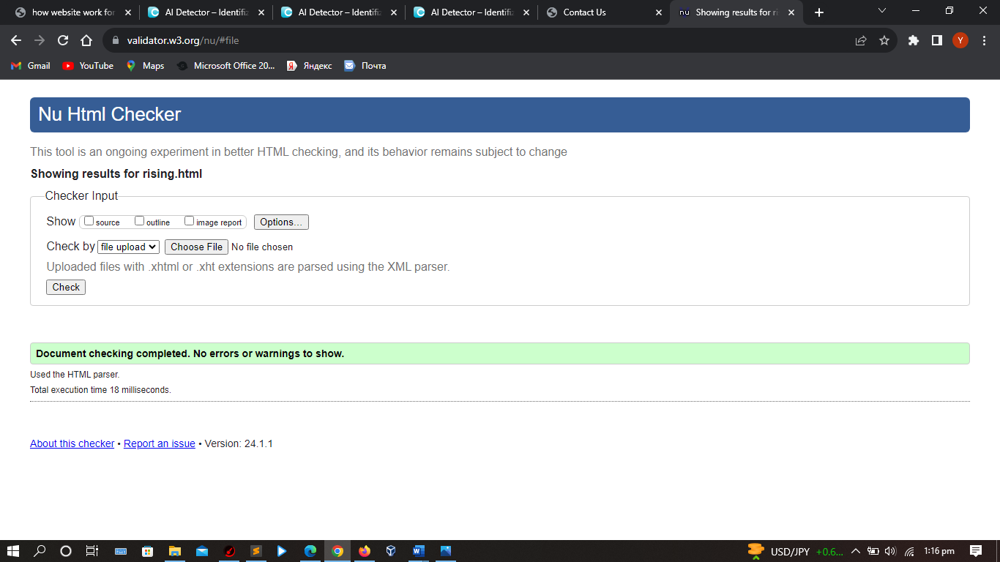 how website work for
AI Detector – Identifi
AI Detector – Identifi
AI Detector – Identifi
Contact Us
nu Showing results for ri
validator.w3.org/nu/#file
Y
Gmail
YouTube
Maps
Microsoft Office 20...
Яндекс
Почта
Nu Html Checker
This tool is an ongoing experiment in better HTML checking, and its behavior remains subject to change
Showing results for rising.html
Checker Input
Show source outline image report Options...
Check by file upload Choose File No file chosen
Uploaded files with .xhtml or .xht extensions are parsed using the XML parser.
Check
Document checking completed. No errors or warnings to show.
Used the HTML parser.
Total execution time 18 milliseconds.
About this checker • Report an issue • Version: 24.1.1
USD/JPY +0.6... 1:16 pm